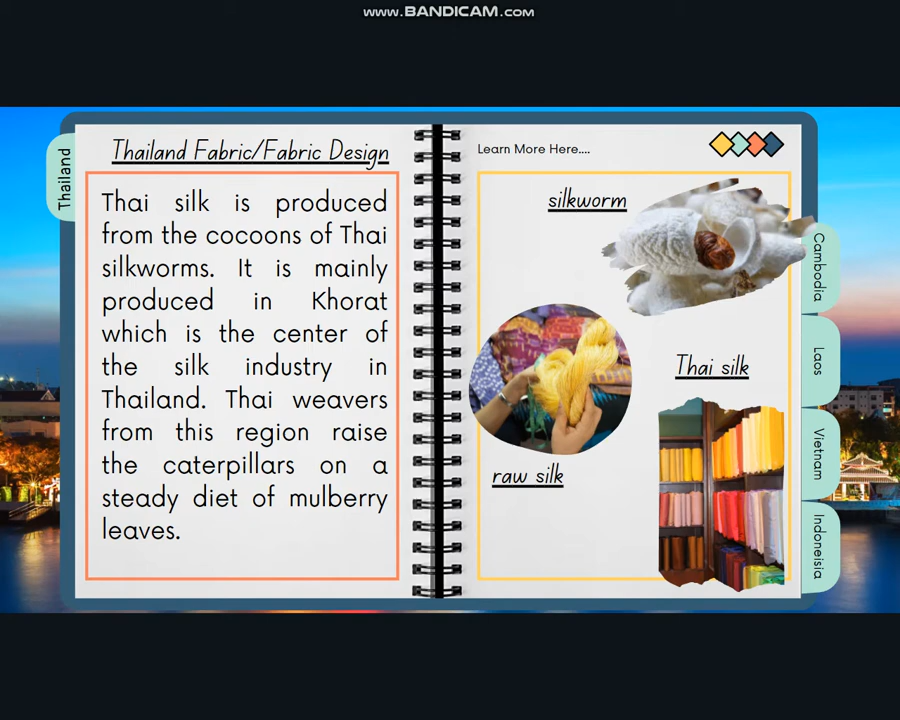 www.BANDICAM.com
Thailand
Thailand Fabric/Fabric Design
Thai silk is produced
from the cocoons of Thai
silkworms. It is mainly
produced in Khorat
which is the center of
the silk industry in
Thailand. Thai weavers
from this region raise
the caterpillars on a
steady diet of mulberry
leaves.
Learn More Here....
silkworm
Thai silk
raw silk
Cambodia
Laos
Vietnam
Indoneisia